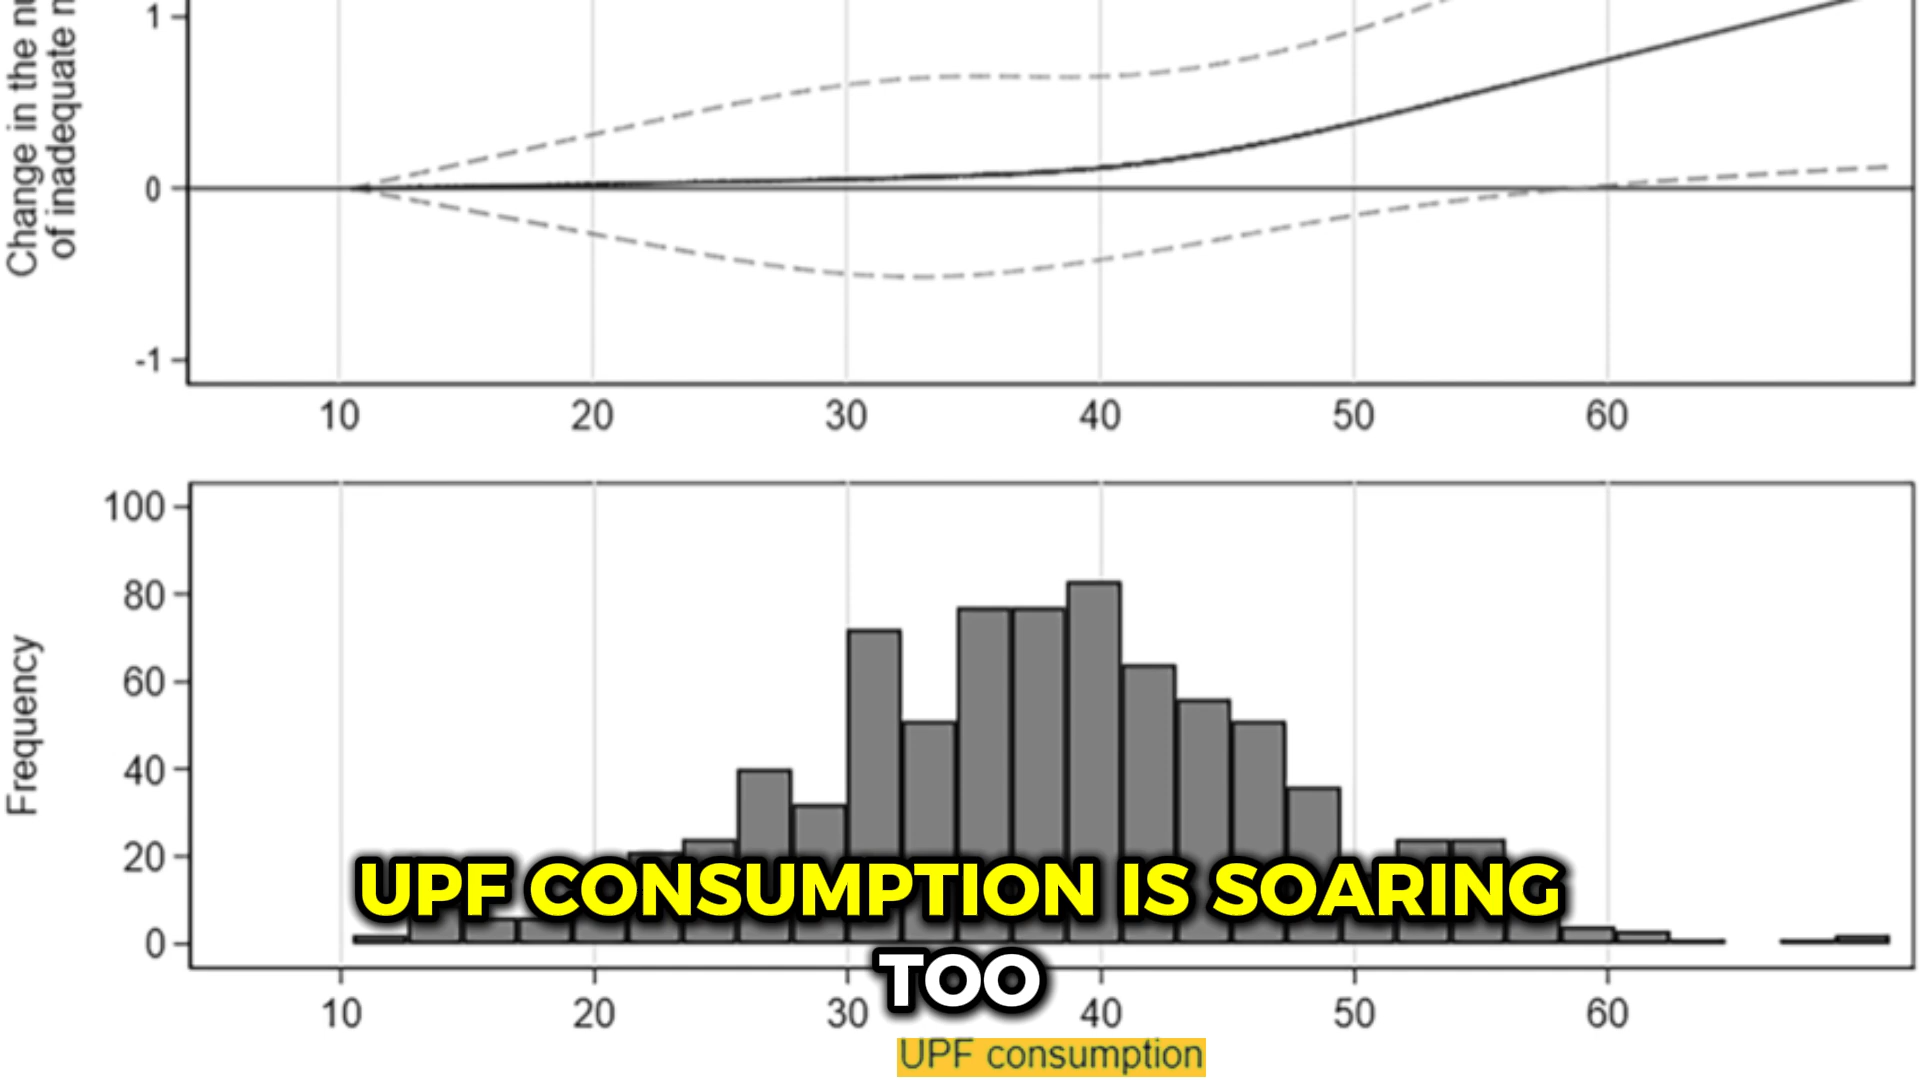 Change in the nu
of inadequate n
1
0
-1
10 20 30 40 50 60
Frequency
100
80
60
40
20
0
UPF CONSUMPTION IS SOARING
TOO
10 20 30 40 50 60
UPF consumption